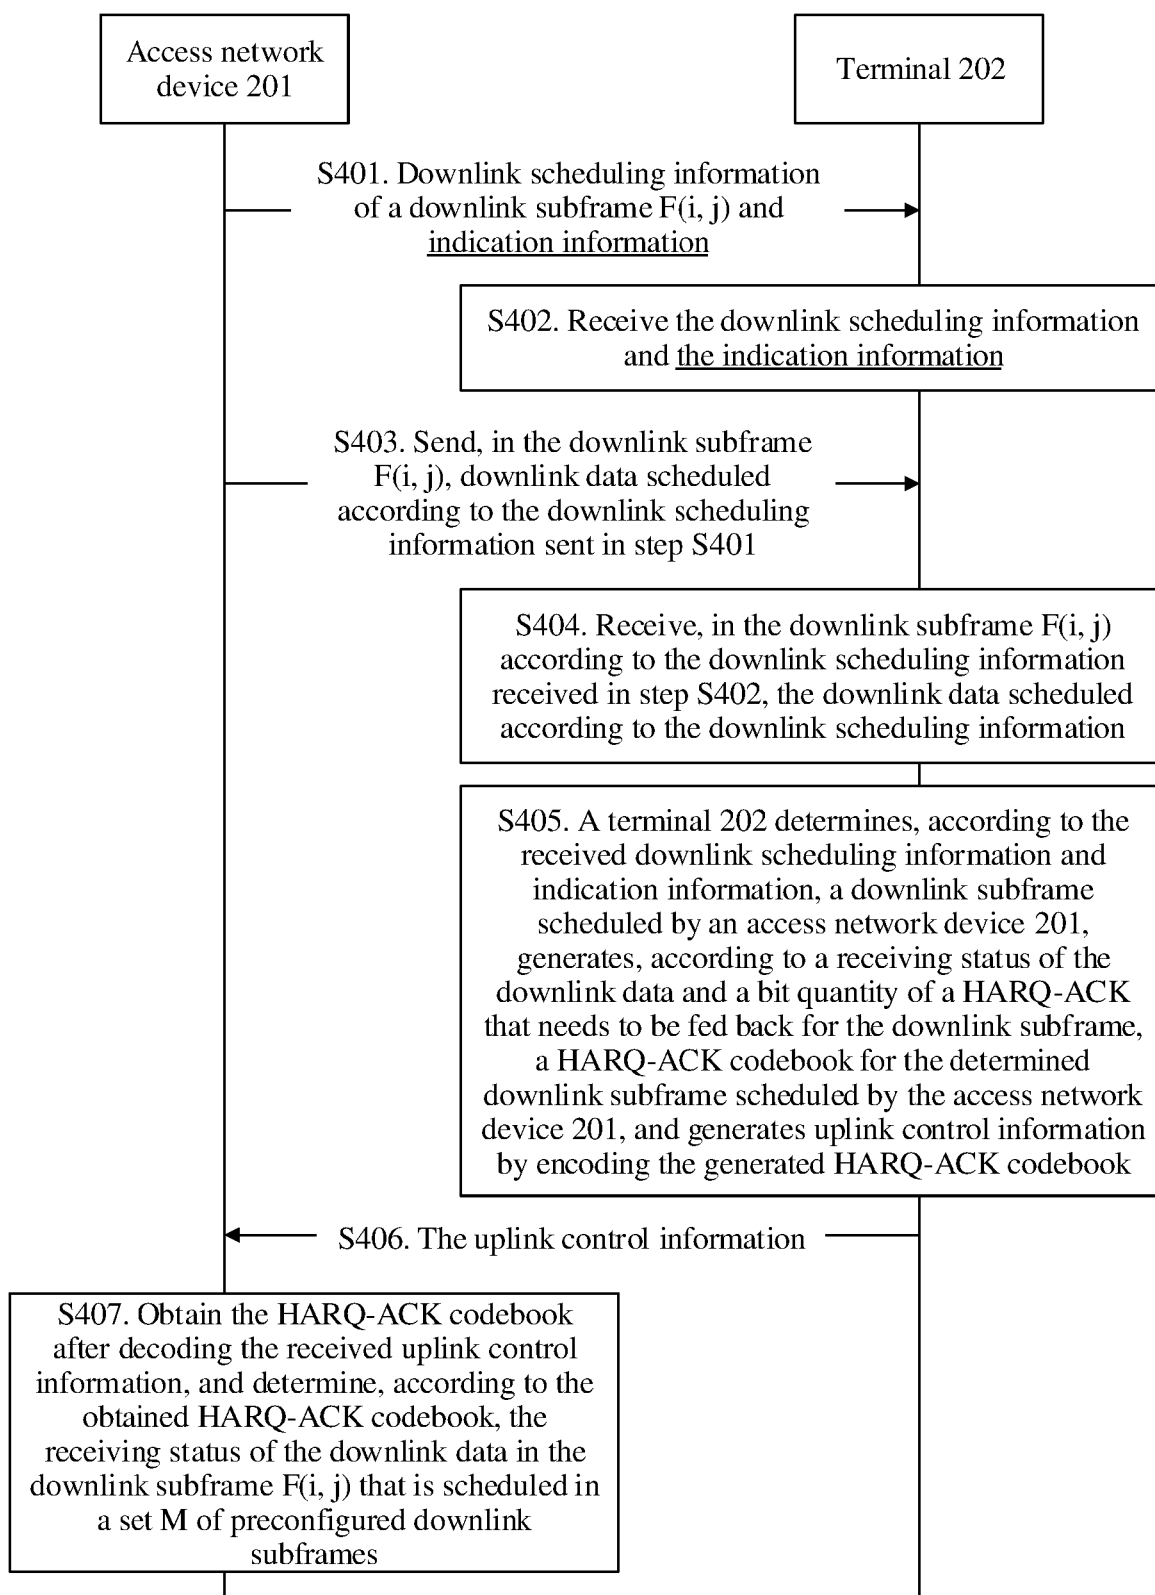 Access network
device 201
Terminal 202
S401. Downlink scheduling information
of a downlink subframe F(i, j) and
indication information
S402. Receive the downlink scheduling information
and the indication information
S403. Send, in the downlink subframe
F(i, j), downlink data scheduled
according to the downlink scheduling
information sent in step S401
S404. Receive, in the downlink subframe F(i, j)
according to the downlink scheduling information
received in step S402, the downlink data scheduled
according to the downlink scheduling information
S405. A terminal 202 determines, according to the
received downlink scheduling information and
indication information, a downlink subframe
scheduled by an access network device 201,
generates, according to a receiving status of the
downlink data and a bit quantity of a HARQ-ACK
that needs to be fed back for the downlink subframe,
a HARQ-ACK codebook for the determined
downlink subframe scheduled by the access network
device 201, and generates uplink control information
by encoding the generated HARQ-ACK codebook
S406. The uplink control information
S407. Obtain the HARQ-ACK codebook
after decoding the received uplink control
information, and determine, according to the
obtained HARQ-ACK codebook, the
receiving status of the downlink data in the
downlink subframe F(i, j) that is scheduled in
a set M of preconfigured downlink
subframes